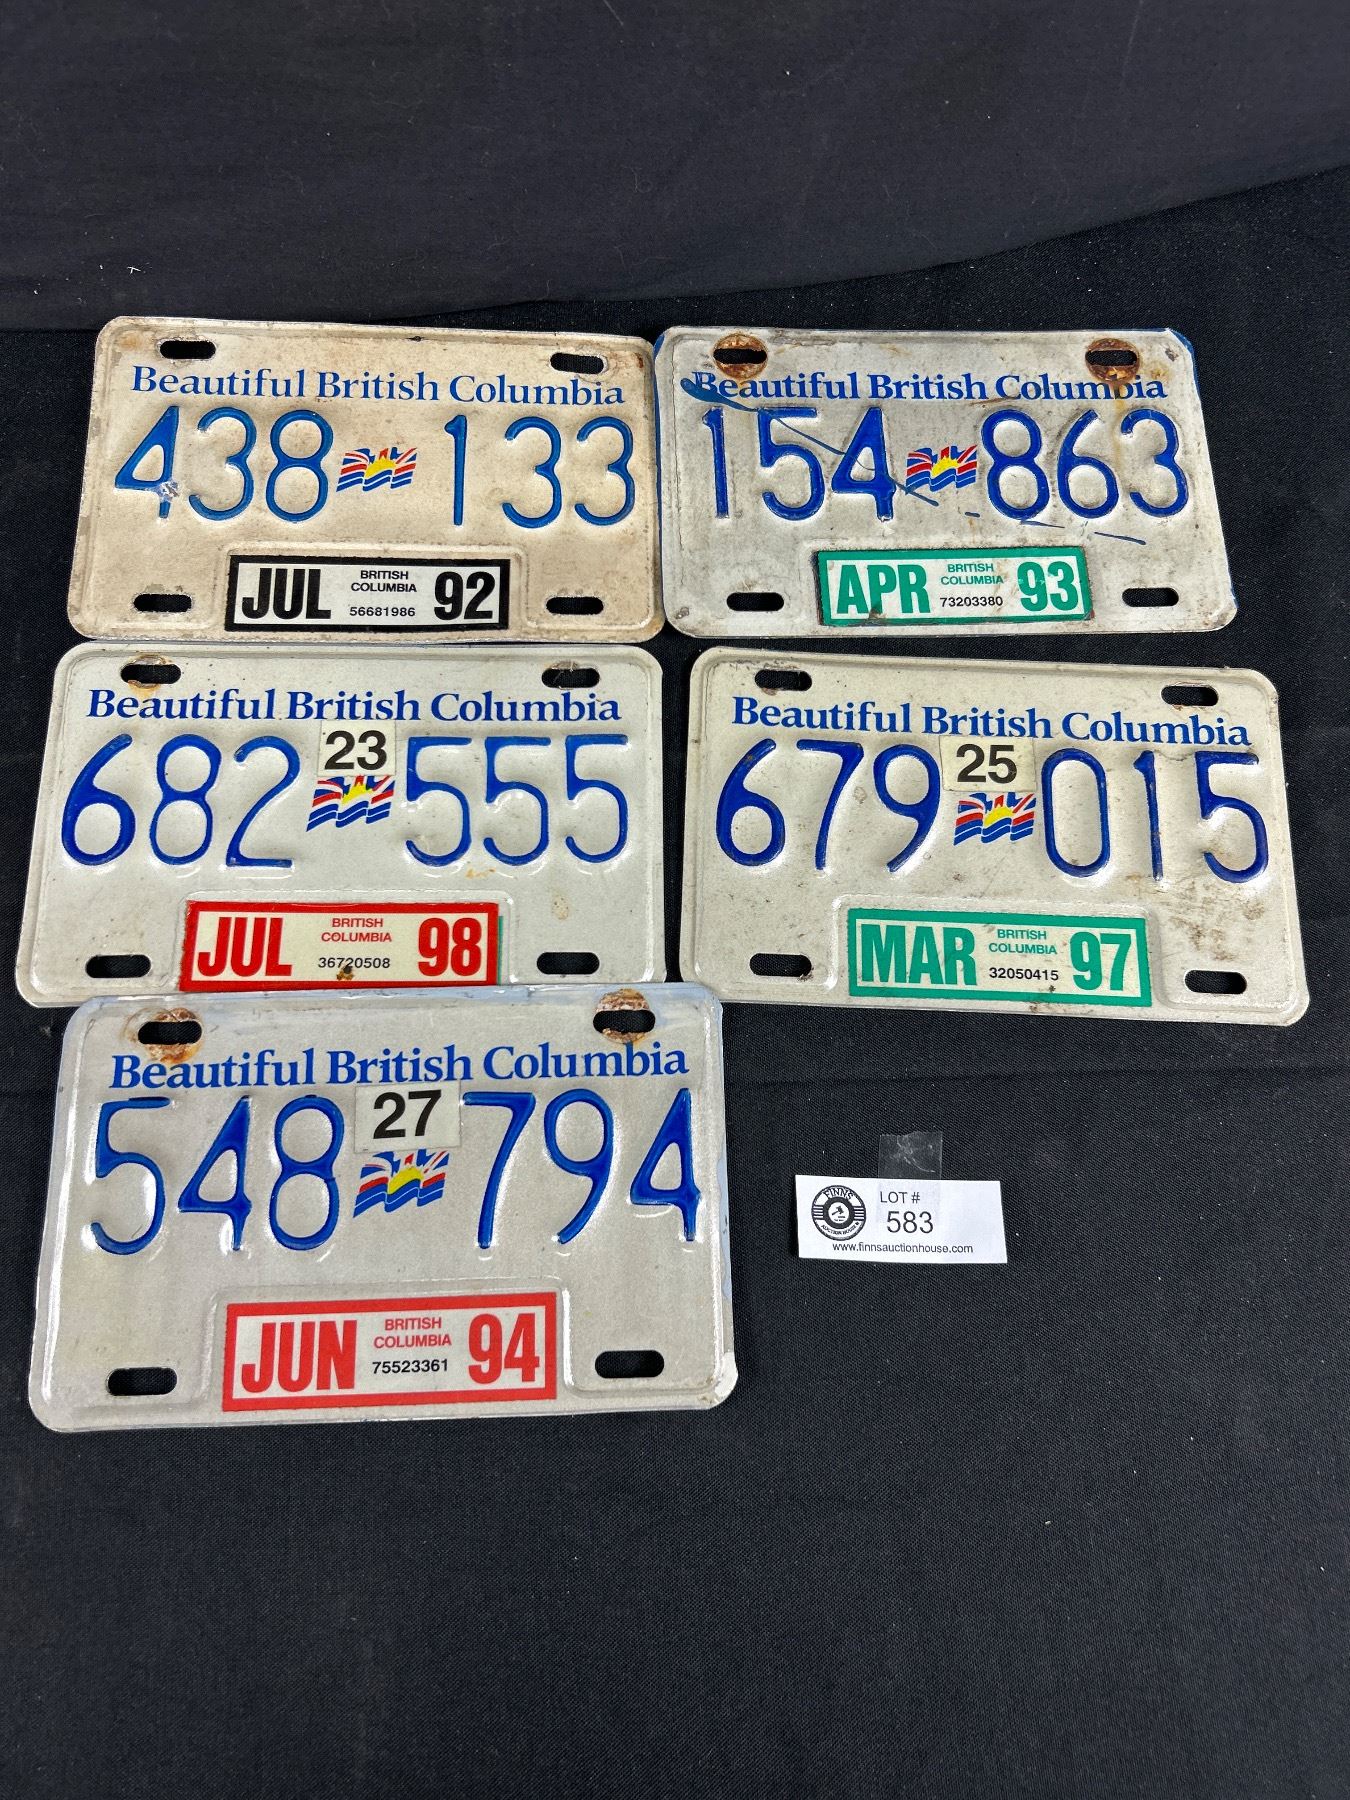 Beautiful British Columbia
438 133
JUL BRITISH COLUMBIA 56681986 92
Beautiful British Columbia
154 863
APR BRITISH COLUMBIA 73203380 93
Beautiful British Columbia
23
682 555
JUL BRITISH COLUMBIA 36720508 98
Beautiful British Columbia
25
679 015
MAR BRITISH COLUMBIA 32050415 97
Beautiful British Columbia
27
548 794
JUN BRITISH COLUMBIA 75523361 94
FINNS
AUCTION HOUSE
LOT #
583
www.finnsauctionhouse.com